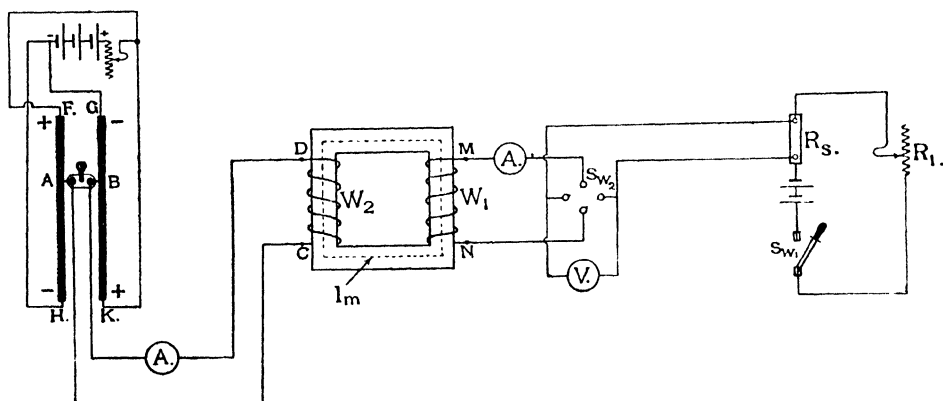 - +
F. G.
+ -
A B
- +
H. K.
A.
D
C
W2
lm
M
N
W1
A.
SW2
V.
RS.
R1.
SW1